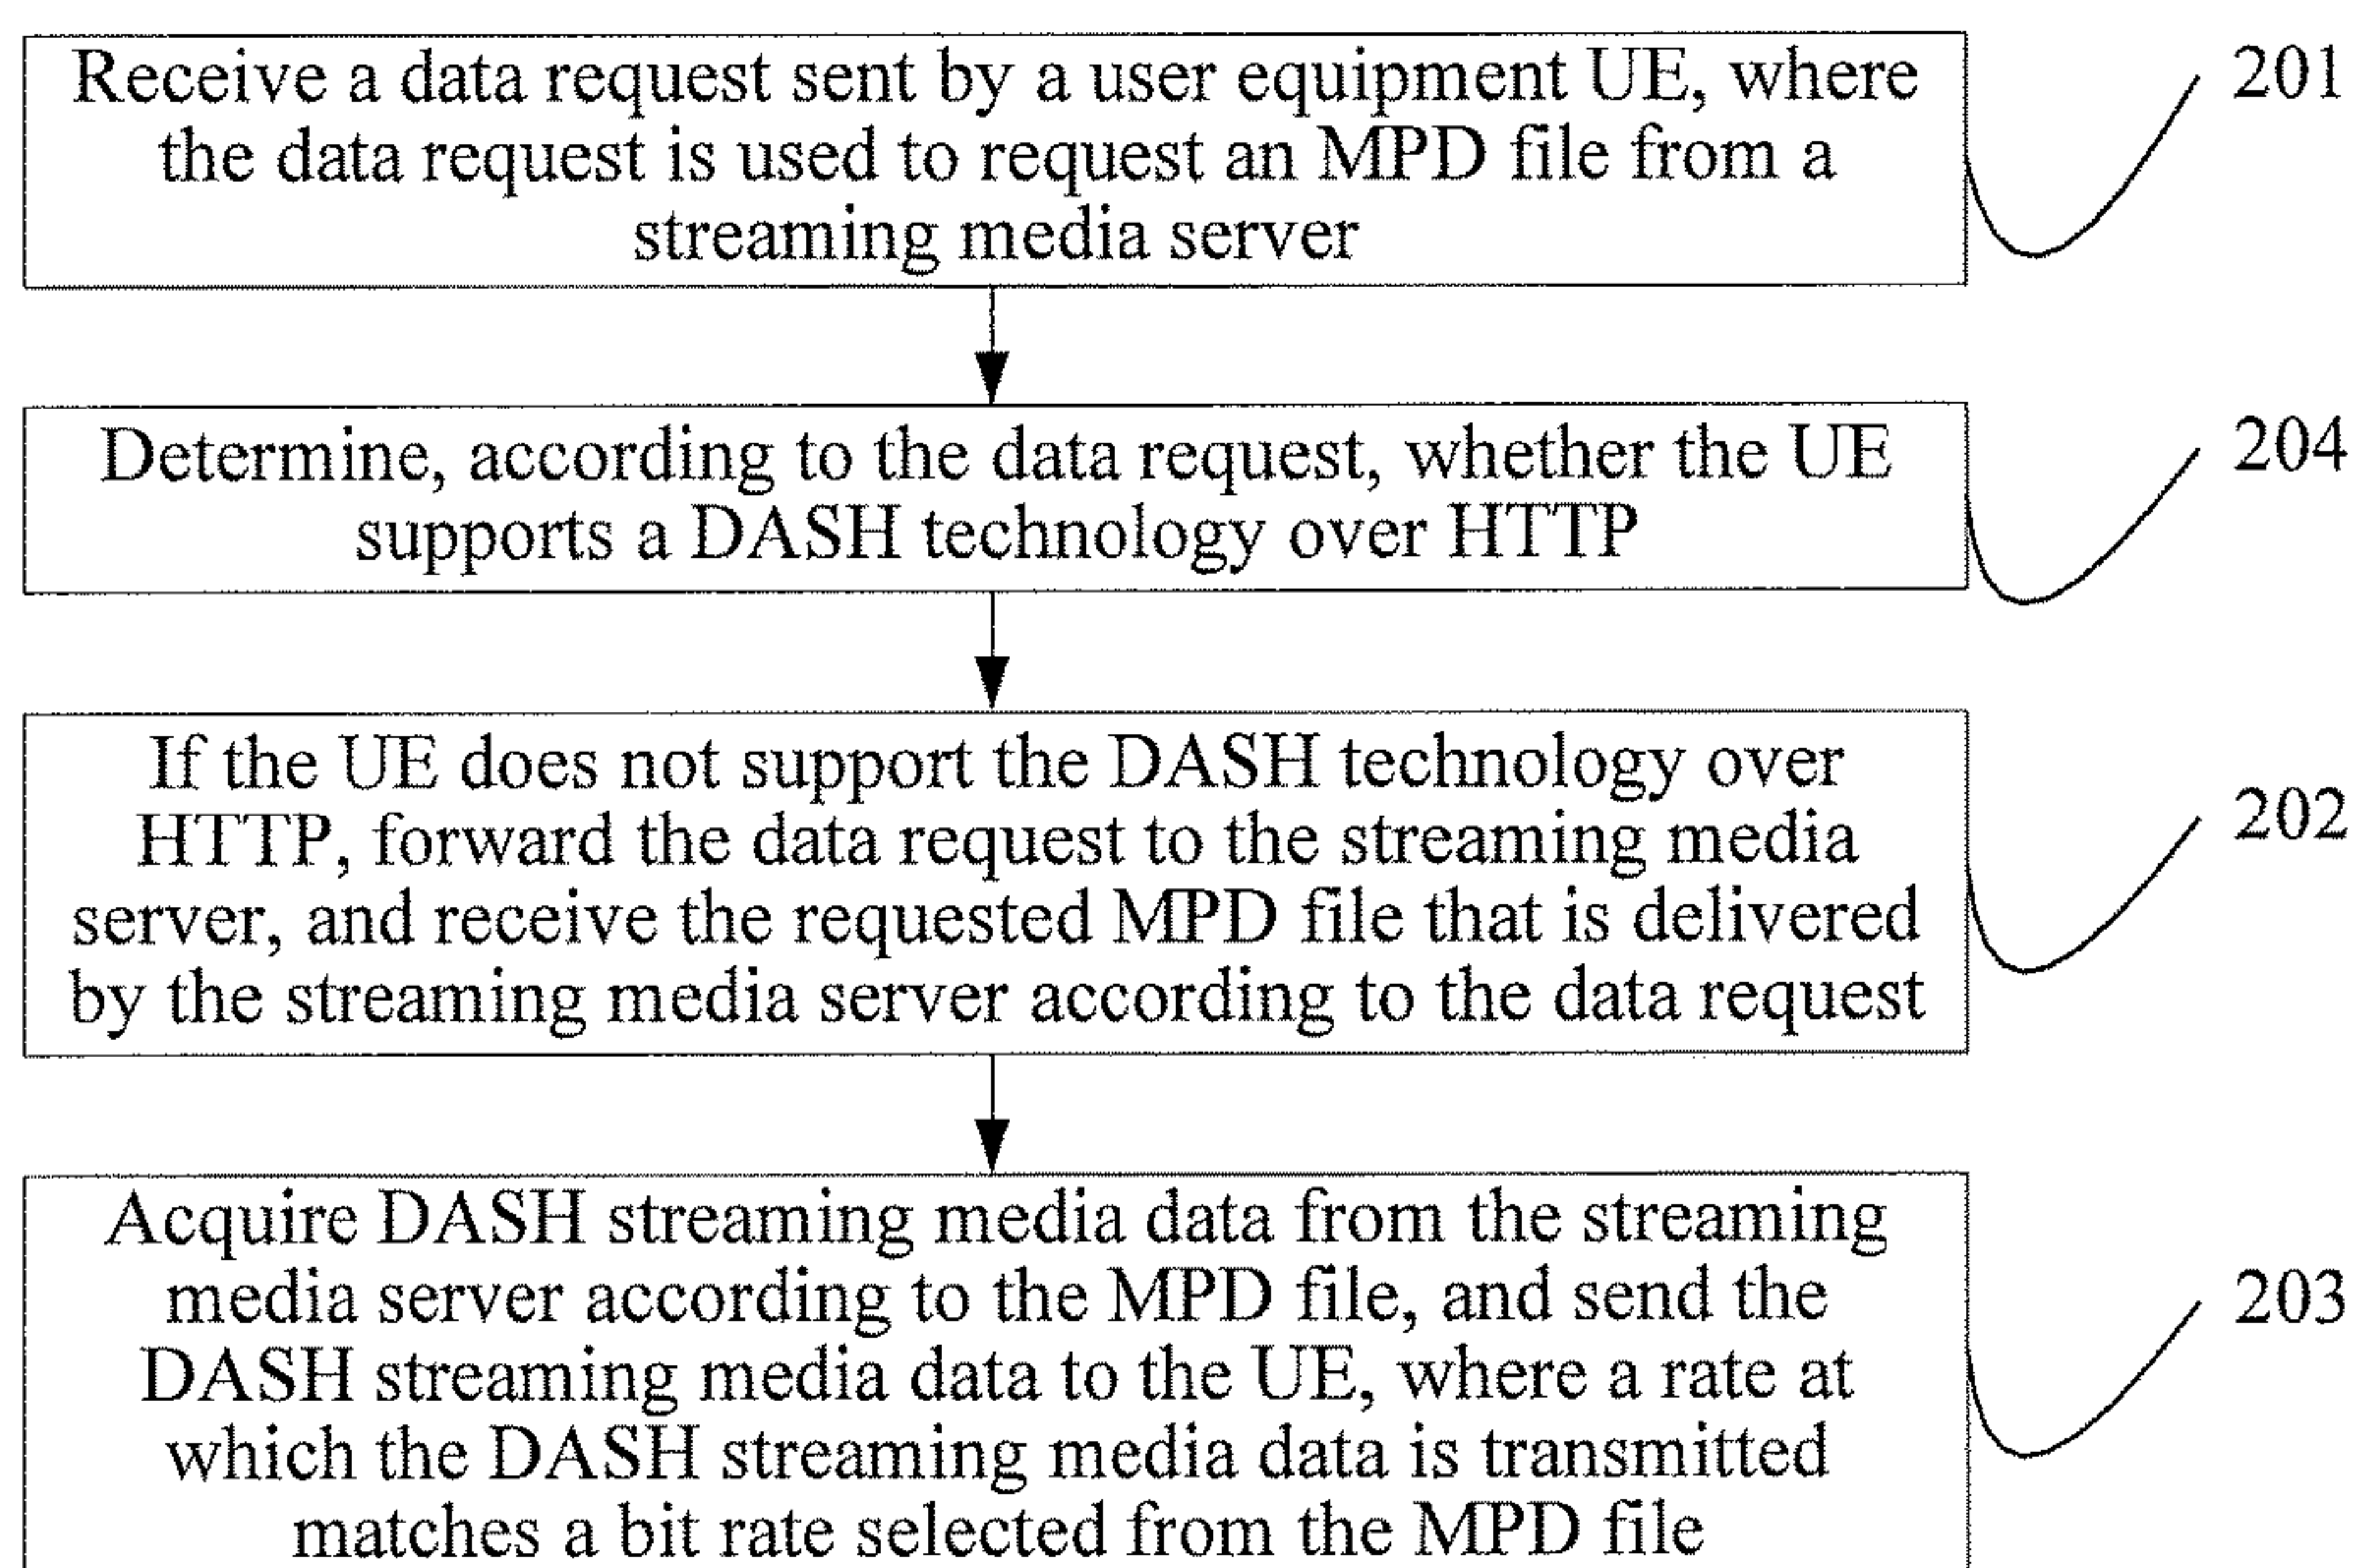 Receive a data request sent by a user equipment UE, where
the data request is used to request an MPD file from a
streaming media server
201
Determine, according to the data request, whether the UE
supports a DASH technology over HTTP
204
If the UE does not support the DASH technology over
HTTP, forward the data request to the streaming media
server, and receive the requested MPD file that is delivered
by the streaming media server according to the data request
202
Acquire DASH streaming media data from the streaming
media server according to the MPD file, and send the
DASH streaming media data to the UE, where a rate at
which the DASH streaming media data is transmitted
matches a bit rate selected from the MPD file
203